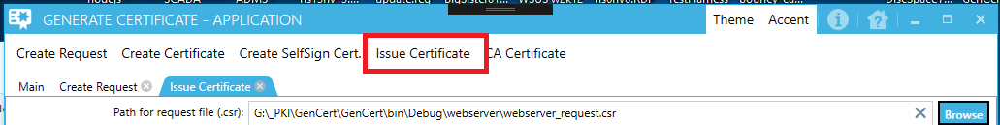 GENERATE CERTIFICATE - APPLICATION Theme Accent
Create Request Create Certificate Create SelfSign Cert. Issue Certificate CA Certificate
Main Create Request Issue Certificate
Path for request file (.csr): G:\_PKI\GenCert\GenCert\bin\Debug\webserver\webserver_request.csr Browse